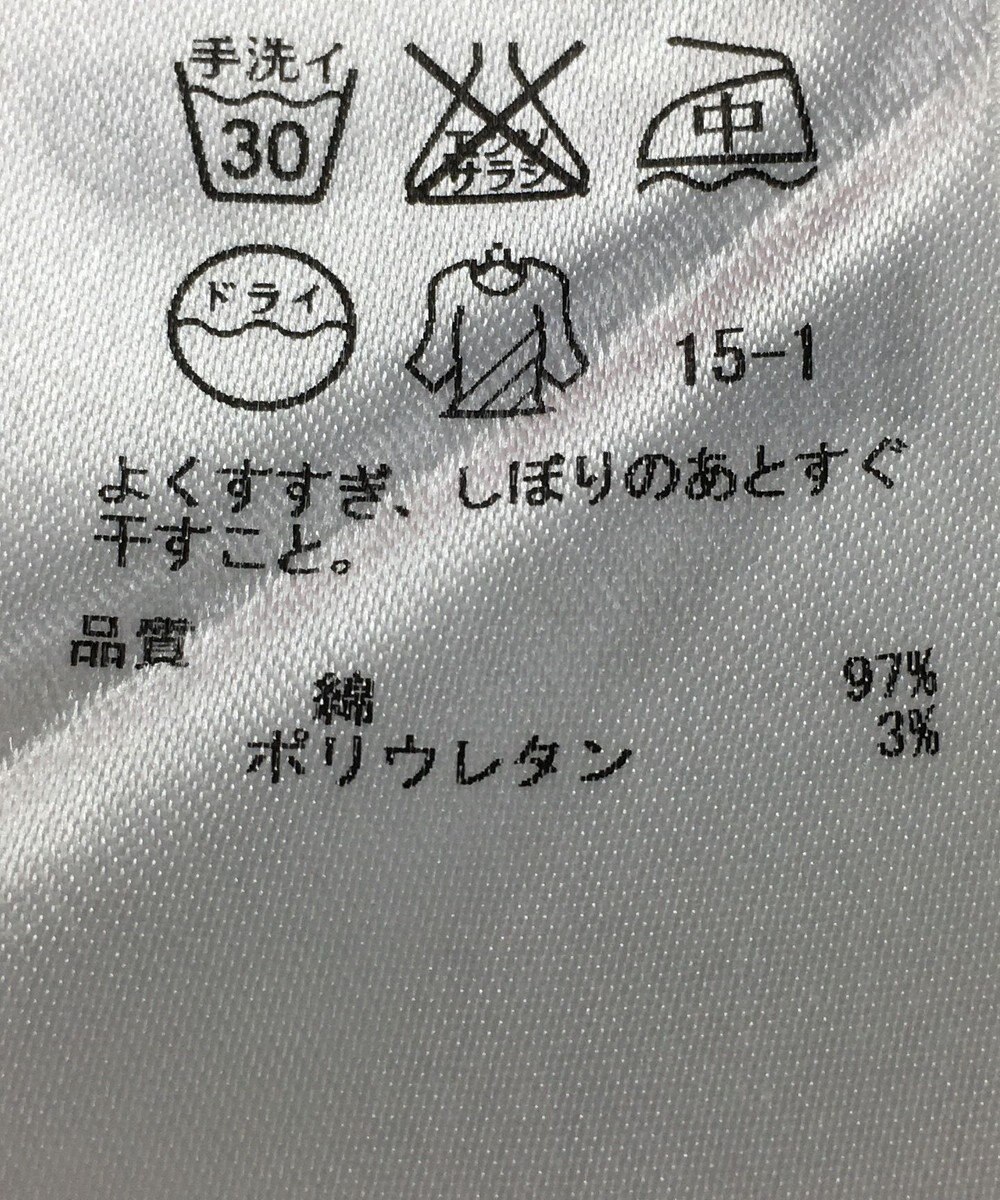 手洗イ
30
エンソ
サラシ
中
ドライ
15-1
よくすすぎ、しぼりのあとすぐ
干すこと。
品質
綿 97%
ポリウレタン 3%